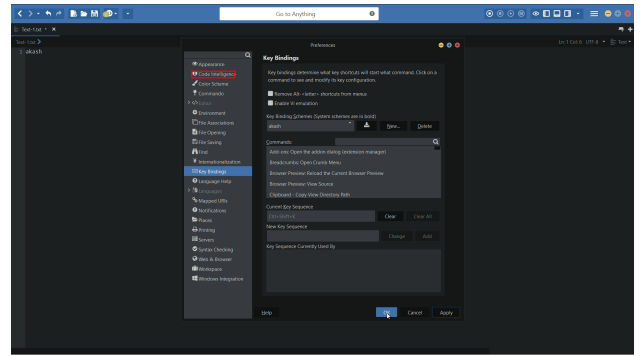 Go to Anything
Test-1.txt
Ln: 1 Col: 6 UTF-8 Text
Test-1.txt
1 akash
Preferences
Appearance
Code Intelligence
Color Scheme
Commando
Editor
Environment
File Associations
File Opening
File Saving
Find
Internationalization
Key Bindings
Language Help
Languages
Mapped URIs
Notifications
Places
Printing
Servers
Syntax Checking
Web & Browser
Workspace
Windows Integration
Key Bindings
Key bindings determine what key shortcuts will start what command. Click on a
command to see and modify its key configuration.
Remove Alt-<letter> shortcuts from menus
Enable Vi emulation
Key Binding Schemes (System schemes are in bold)
akash
New...
Delete
Commands:
Add-ons: Open the addon dialog (extension manager)
Breadcrumbs: Open Crumb Menu
Browser Preview: Reload the Current Browser Preview
Browser Preview: View Source
Clipboard - Copy View Directory Path
Current Key Sequence
Ctrl+Shift+K
Clear
Clear All
New Key Sequence
Change
Add
Key Sequence Currently Used By
Help
OK
Cancel
Apply